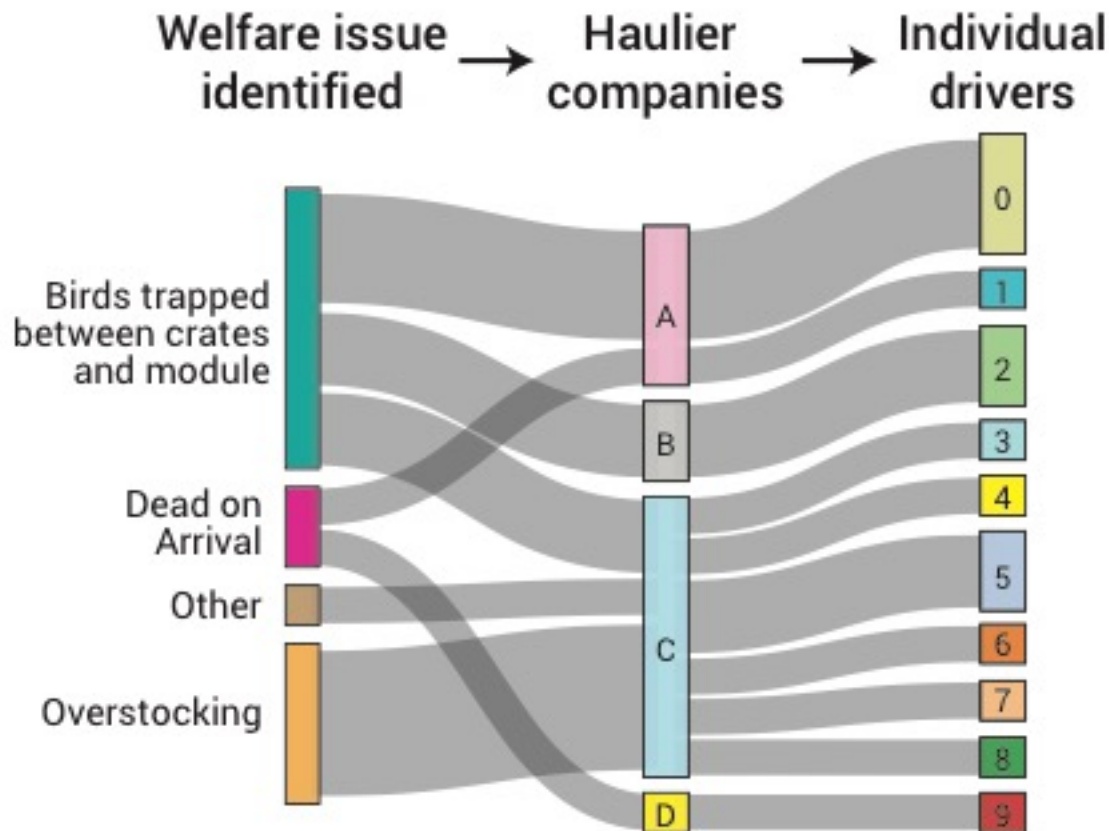 Welfare issue
identified
Haulier
companies
Individual
drivers
Birds trapped
between crates
and module
Dead on
Arrival
Other
Overstocking
A
B
C
D
0
1
2
3
4
5
6
7
8
9